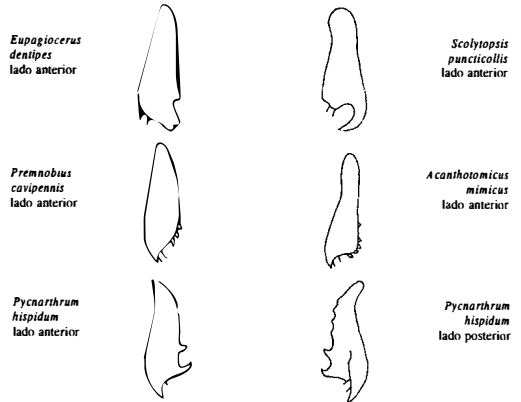 Eupagiocerus
dentipes
lado anterior
Scolytopsis
puncticollis
lado anterior
Premnobius
cavipennis
lado anterior
Acanthotomicus
mimicus
lado anterior
Pycnarthrum
hispidum
lado anterior
Pycnarthrum
hispidum
lado posterior